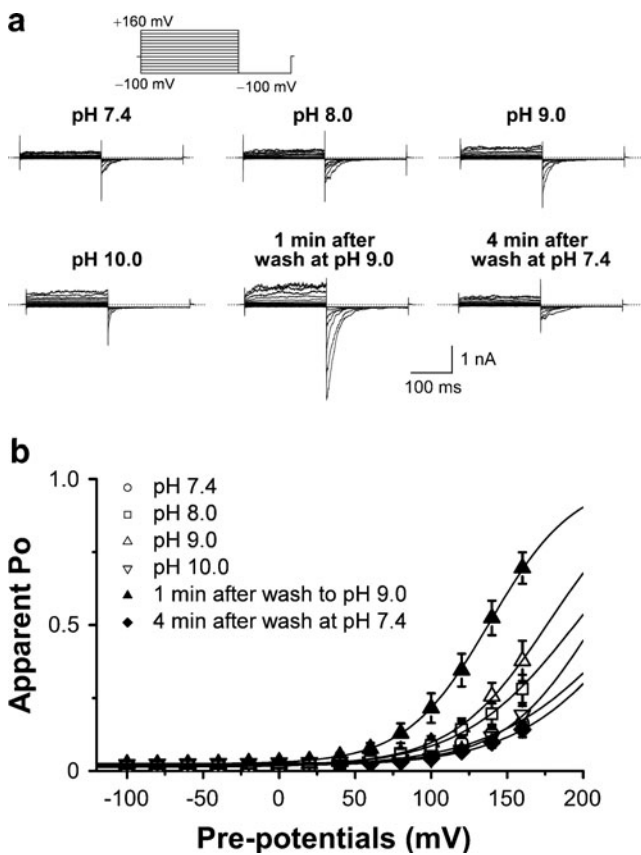 a
+160 mV
−100 mV
−100 mV
pH 7.4
pH 8.0
pH 9.0
pH 10.0
1 min after
wash at pH 9.0
4 min after
wash at pH 7.4
1 nA
100 ms
b
1.0
0.5
0
Apparent Po
pH 7.4
pH 8.0
pH 9.0
pH 10.0
1 min after wash to pH 9.0
4 min after wash at pH 7.4
-100 -50 0 50 100 150 200
Pre-potentials (mV)